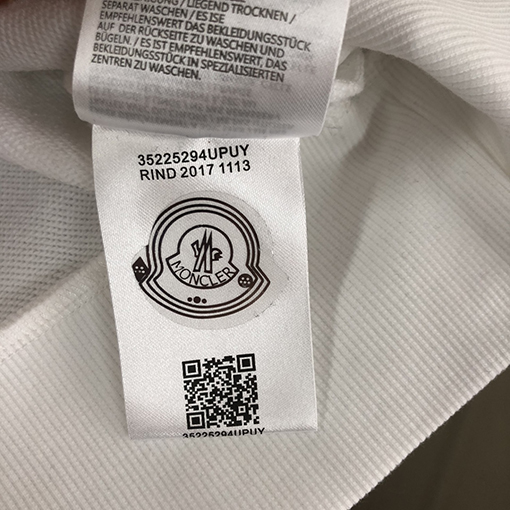 SEPARAT WASCHEN / ES ISE
EMPFEHLENSWERT DAS BEKLEIDUNGSSTÜCK
AUF DER RÜCKSEITE ZU WASCHEN UND
BÜGELN. / ES IST EMPFEHLENSWERT, DAS
BEKLEIDUNGSSTÜCK IN SPEZIALISIERTEN
ZENTREN ZU WASCHEN.
35225294UPUY
RIND 2017 1113
MONCLER
35225294UPUY